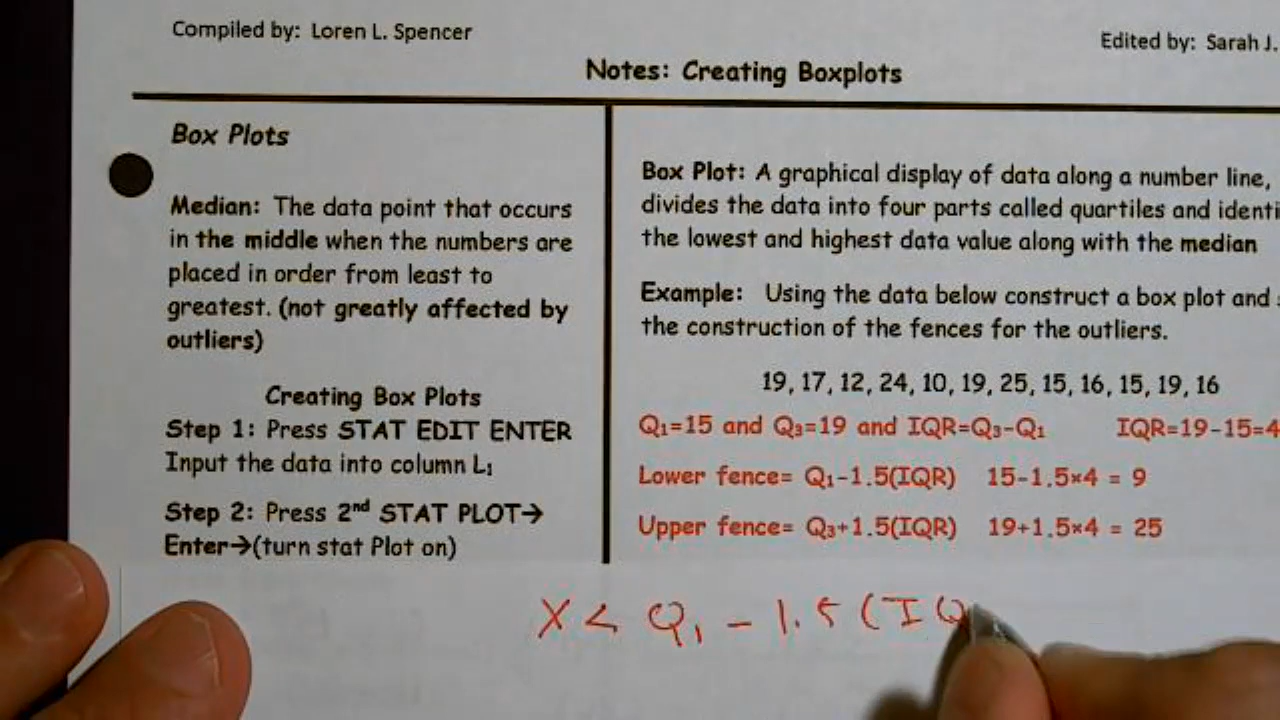 Compiled by: Loren L. Spencer
Edited by: Sarah J.
Notes: Creating Boxplots
Box Plots
Median: The data point that occurs
in the middle when the numbers are
placed in order from least to
greatest. (not greatly affected by
outliers)
Creating Box Plots
Step 1: Press STAT EDIT ENTER
Input the data into column L₁
Step 2: Press 2ⁿᵈ STAT PLOT→
Enter→(turn stat Plot on)
Box Plot: A graphical display of data along a number line,
divides the data into four parts called quartiles and identi
the lowest and highest data value along with the median
Example: Using the data below construct a box plot and
the construction of the fences for the outliers.
19, 17, 12, 24, 10, 19, 25, 15, 16, 15, 19, 16
Q₁=15 and Q₃=19 and IQR=Q₃-Q₁ IQR=19-15=4
Lower fence= Q₁-1.5(IQR) 15-1.5×4 = 9
Upper fence= Q₃+1.5(IQR) 19+1.5×4 = 25
X < Q₁ - 1.5 (IQ